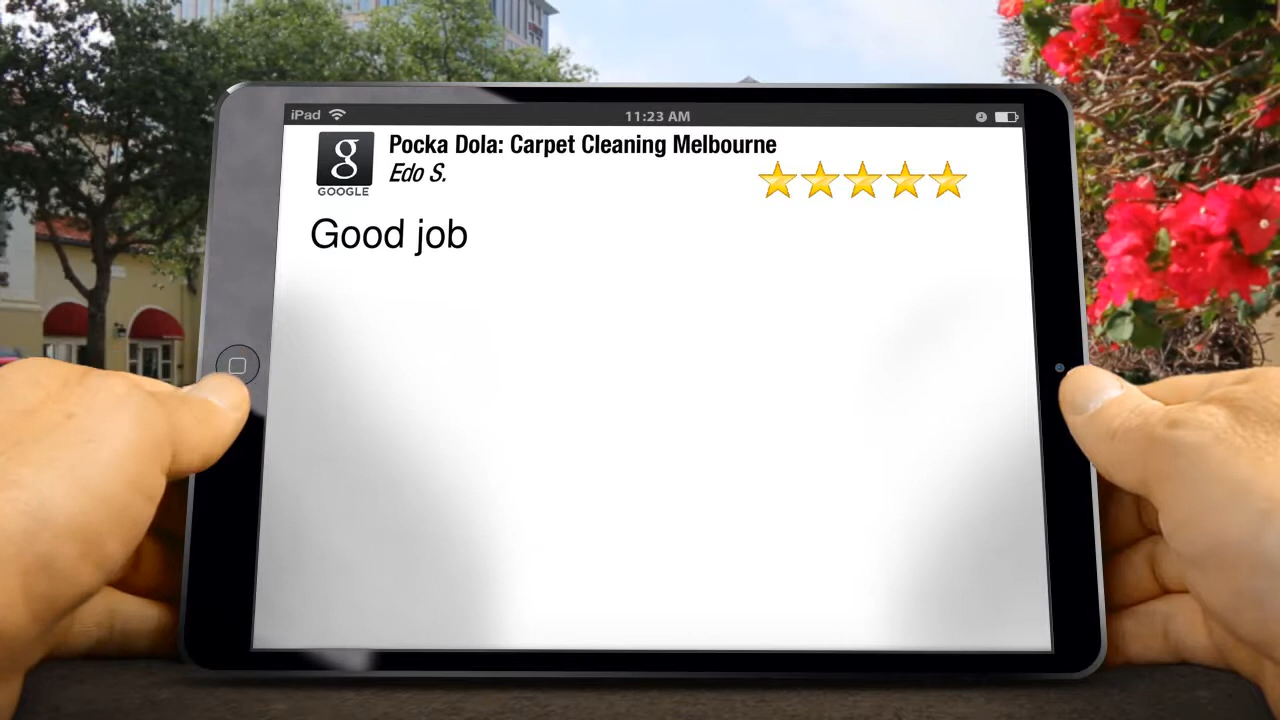 iPad 11:23 AM
g
GOOGLE
Pocka Dola: Carpet Cleaning Melbourne
Edo S.
Good job